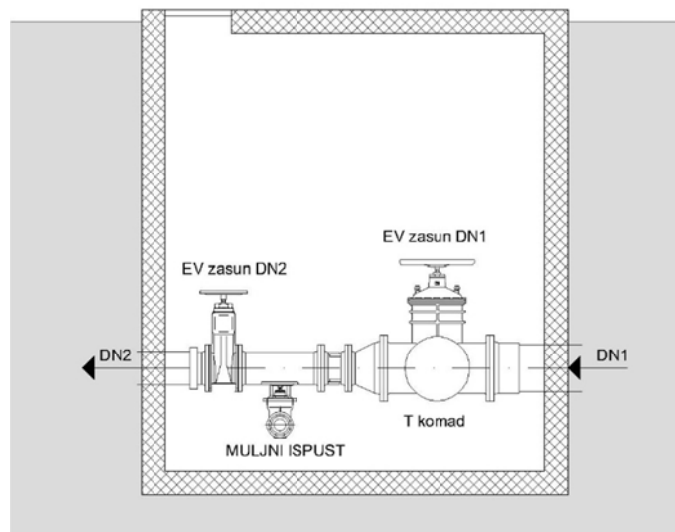 EV zasun DN1
EV zasun DN2
DN2
DN1
T komad
MULJNI ISPUST